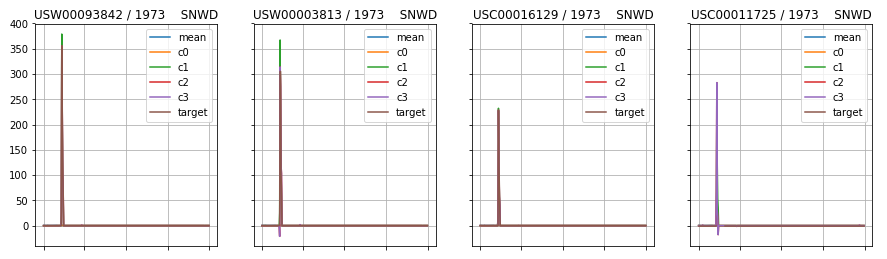 USW00093842 / 1973 SNWD
400
350
300
250
200
150
100
50
0
mean
c0
c1
c2
c3
target
USW00003813 / 1973 SNWD
mean
c0
c1
c2
c3
target
USC00016129 / 1973 SNWD
mean
c0
c1
c2
c3
target
USC00011725 / 1973 SNWD
mean
c0
c1
c2
c3
target